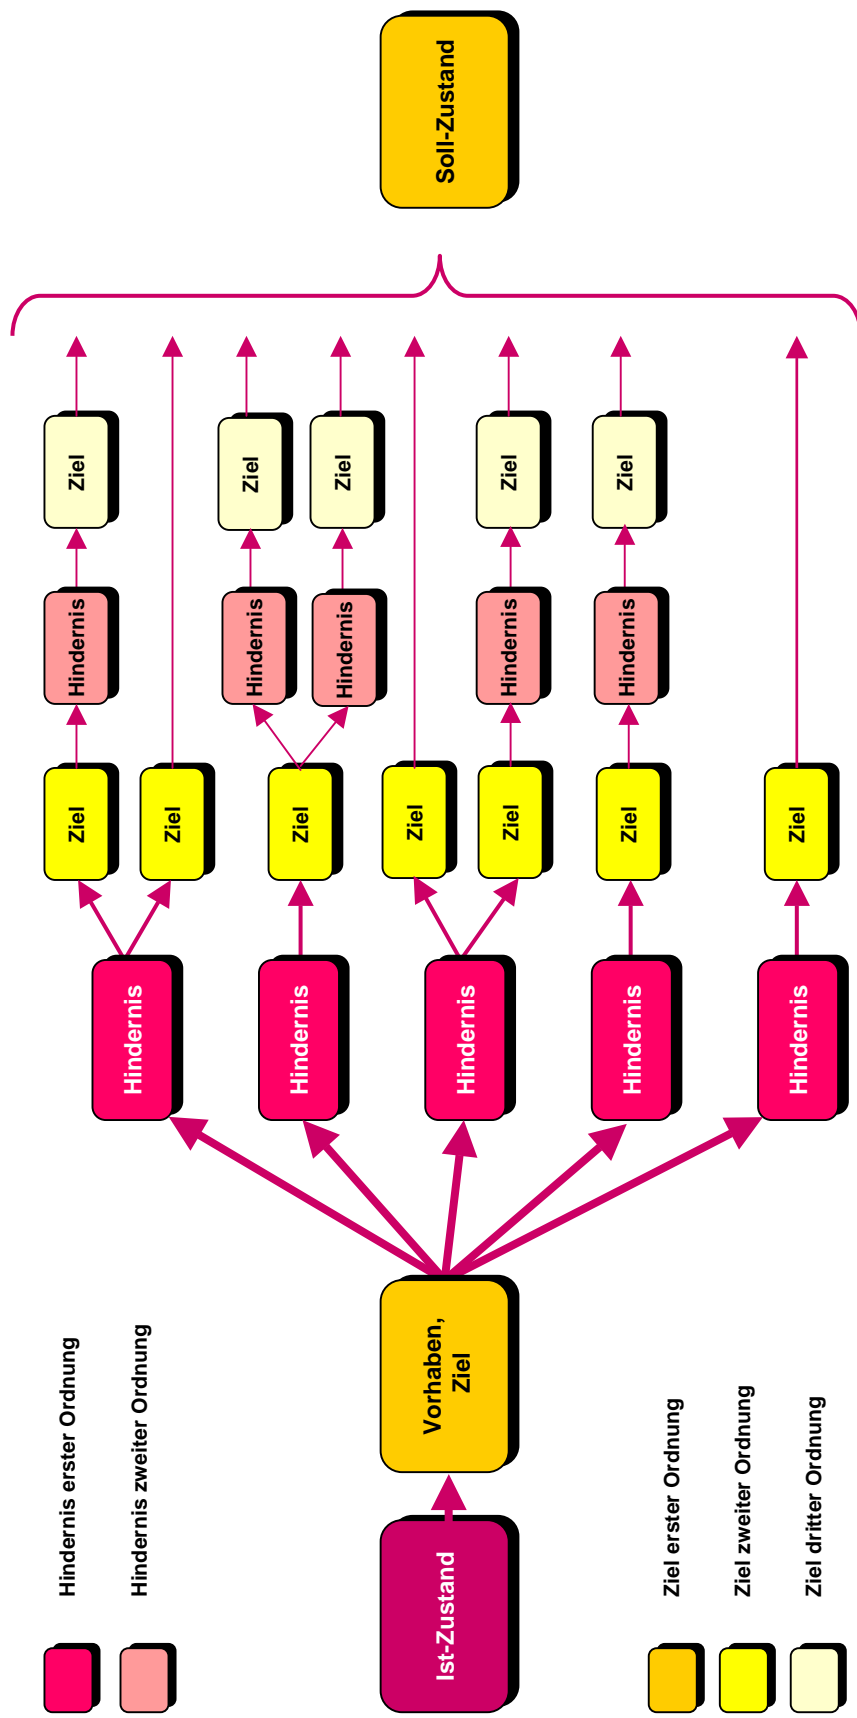 Hindernis erster Ordnung
Hindernis zweiter Ordnung
Ist-Zustand
Ziel erster Ordnung
Ziel zweiter Ordnung
Ziel dritter Ordnung
Vorhaben,
Ziel
Hindernis
Hindernis
Hindernis
Hindernis
Hindernis
Ziel
Ziel
Ziel
Ziel
Ziel
Ziel
Ziel
Hindernis
Hindernis
Hindernis
Hindernis
Hindernis
Ziel
Ziel
Ziel
Ziel
Ziel
Soll-Zustand